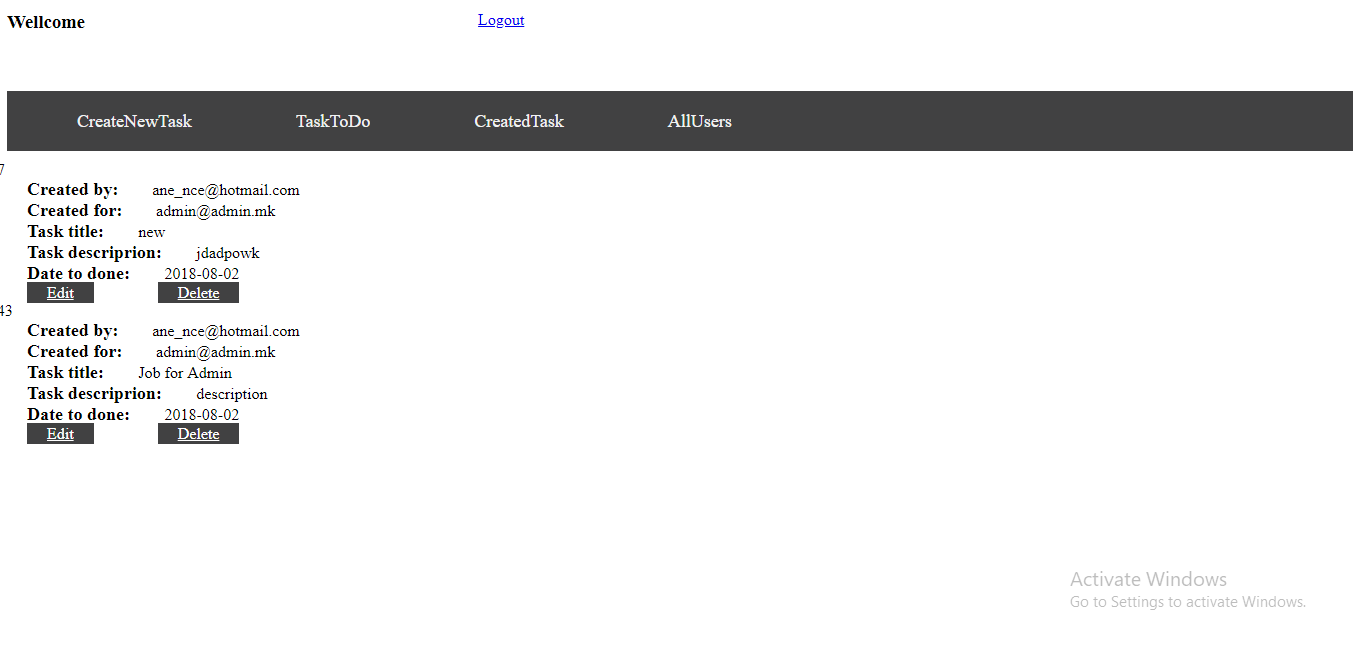 Wellcome Logout
CreateNewTask TaskToDo CreatedTask AllUsers
7
Created by: ane_nce@hotmail.com
Created for: admin@admin.mk
Task title: new
Task descriprion: jdadpowk
Date to done: 2018-08-02
Edit Delete
43
Created by: ane_nce@hotmail.com
Created for: admin@admin.mk
Task title: Job for Admin
Task descriprion: description
Date to done: 2018-08-02
Edit Delete
Activate Windows
Go to Settings to activate Windows.